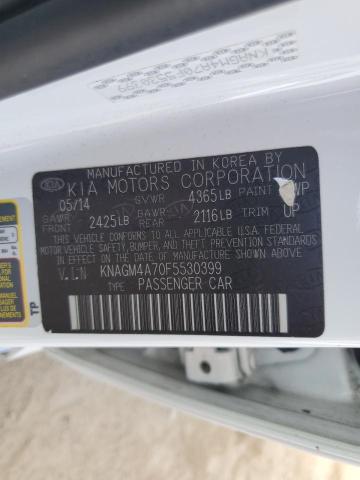 KNAGM4A70F5530399
MANUFACTURED IN KOREA BY
KIA MOTORS CORPORATION
05/14 GVWR 4365LB PAINT WP
GAWR FRONT 2425LB GAWR REAR 2116LB TRIM UP
THIS VEHICLE CONFORMS TO ALL APPLICABLE U.S.A. FEDERAL
MOTOR VEHICLE SAFETY, BUMPER, AND THEFT PREVENTION
STANDARDS IN EFFECT ON THE DATE OF MANUFACTURE SHOWN ABOVE.
V.I.N KNAGM4A70F5530399
TYPE PASSENGER CAR
TP